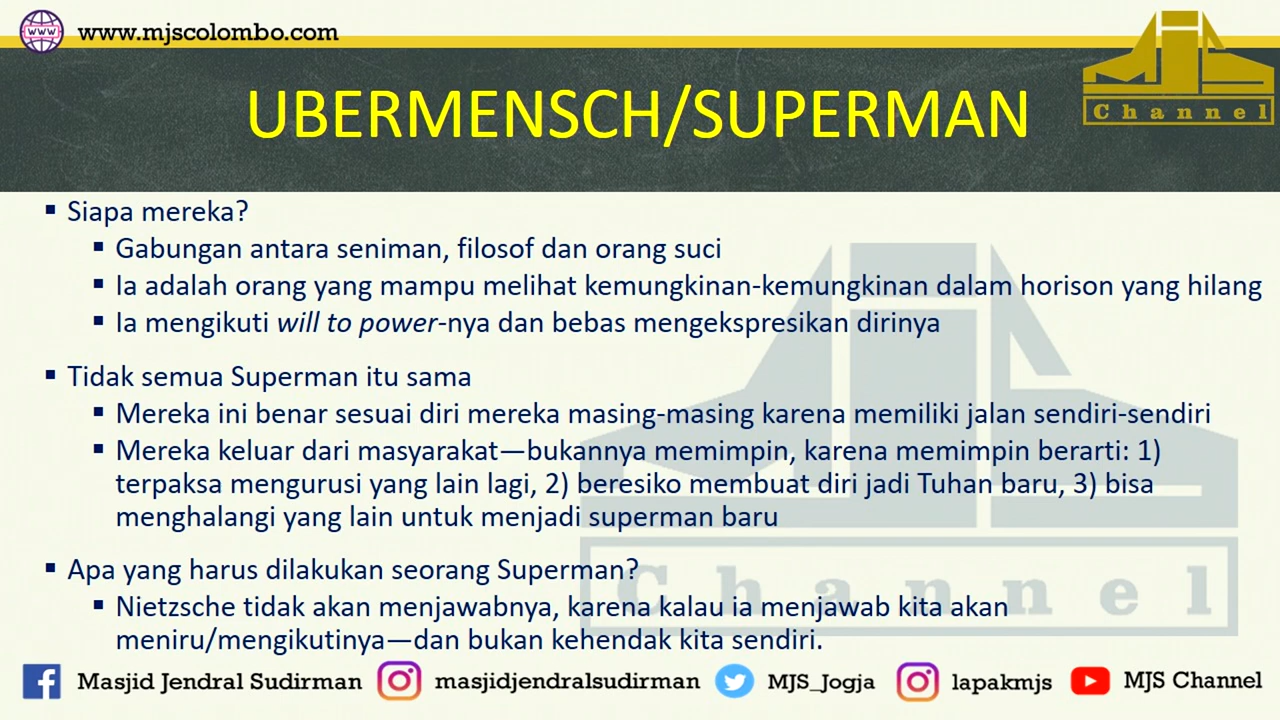 www.mjscolombo.com
MJS
Channel
UBERMENSCH/SUPERMAN
▪ Siapa mereka?
▪ Gabungan antara seniman, filosof dan orang suci
▪ Ia adalah orang yang mampu melihat kemungkinan-kemungkinan dalam horison yang hilang
▪ Ia mengikuti will to power-nya dan bebas mengekspresikan dirinya
▪ Tidak semua Superman itu sama
▪ Mereka ini benar sesuai diri mereka masing-masing karena memiliki jalan sendiri-sendiri
▪ Mereka keluar dari masyarakat—bukannya memimpin, karena memimpin berarti: 1)
terpaksa mengurusi yang lain lagi, 2) beresiko membuat diri jadi Tuhan baru, 3) bisa
menghalangi yang lain untuk menjadi superman baru
▪ Apa yang harus dilakukan seorang Superman?
▪ Nietzsche tidak akan menjawabnya, karena kalau ia menjawab kita akan
meniru/mengikutinya—dan bukan kehendak kita sendiri.
Channel
Masjid Jendral Sudirman masjidjendralsudirman MJS_Jogja lapakmjs MJS Channel